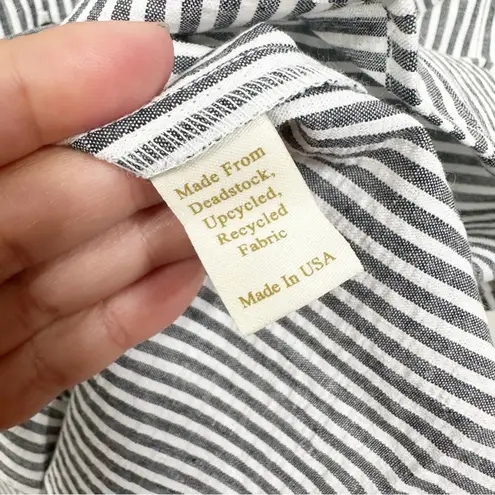 Made From
Deadstock,
Upcycled,
Recycled
Fabric
Made In USA